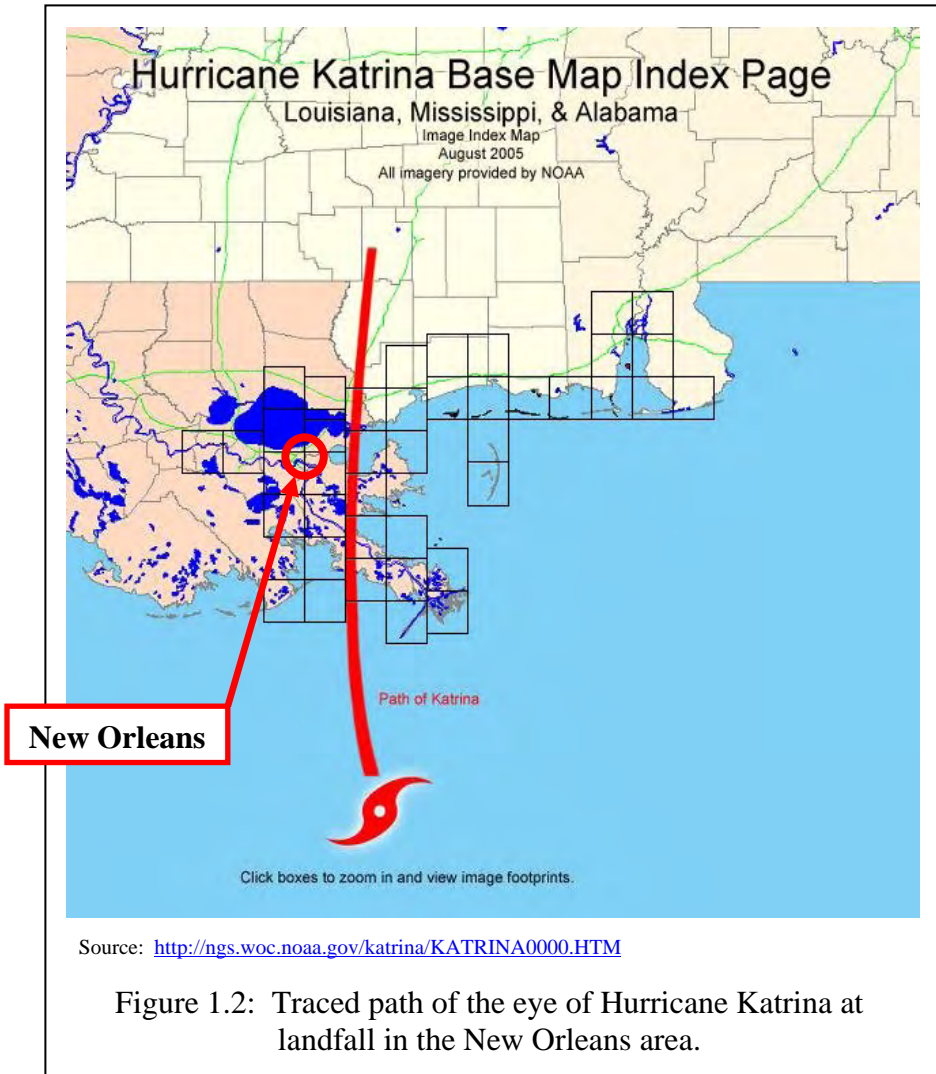 Hurricane Katrina Base Map Index Page
Louisiana, Mississippi, & Alabama
Image Index Map
August 2005
All imagery provided by NOAA
Path of Katrina
New Orleans
Click boxes to zoom in and view image footprints.
Source: http://ngs.woc.noaa.gov/katrina/KATRINA0000.HTM
Figure 1.2: Traced path of the eye of Hurricane Katrina at
landfall in the New Orleans area.